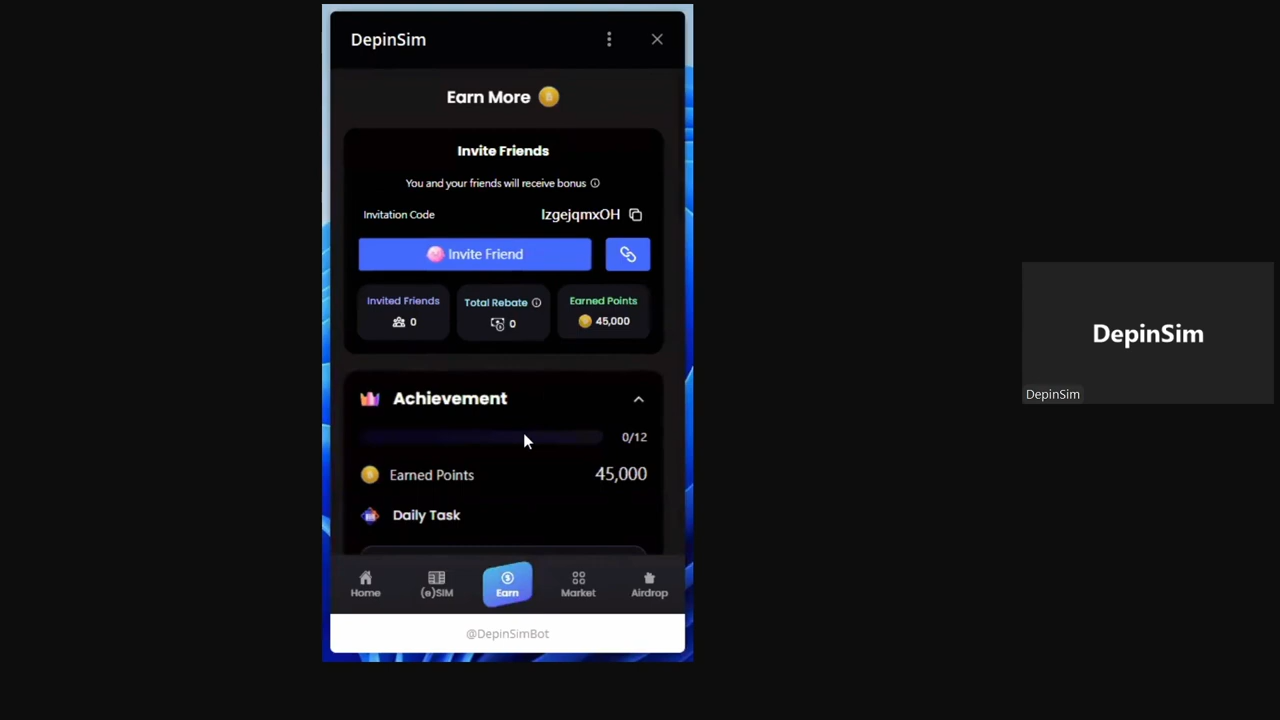 DepinSim
Earn More
Invite Friends
You and your friends will receive bonus
Invitation Code
lzgejqmxOH
Invite Friend
Invited Friends
0
Total Rebate
0
Earned Points
45,000
Achievement
0/12
Earned Points
45,000
Daily Task
Home
(e)SIM
Earn
Market
Airdrop
@DepinSimBot
DepinSim
DepinSim